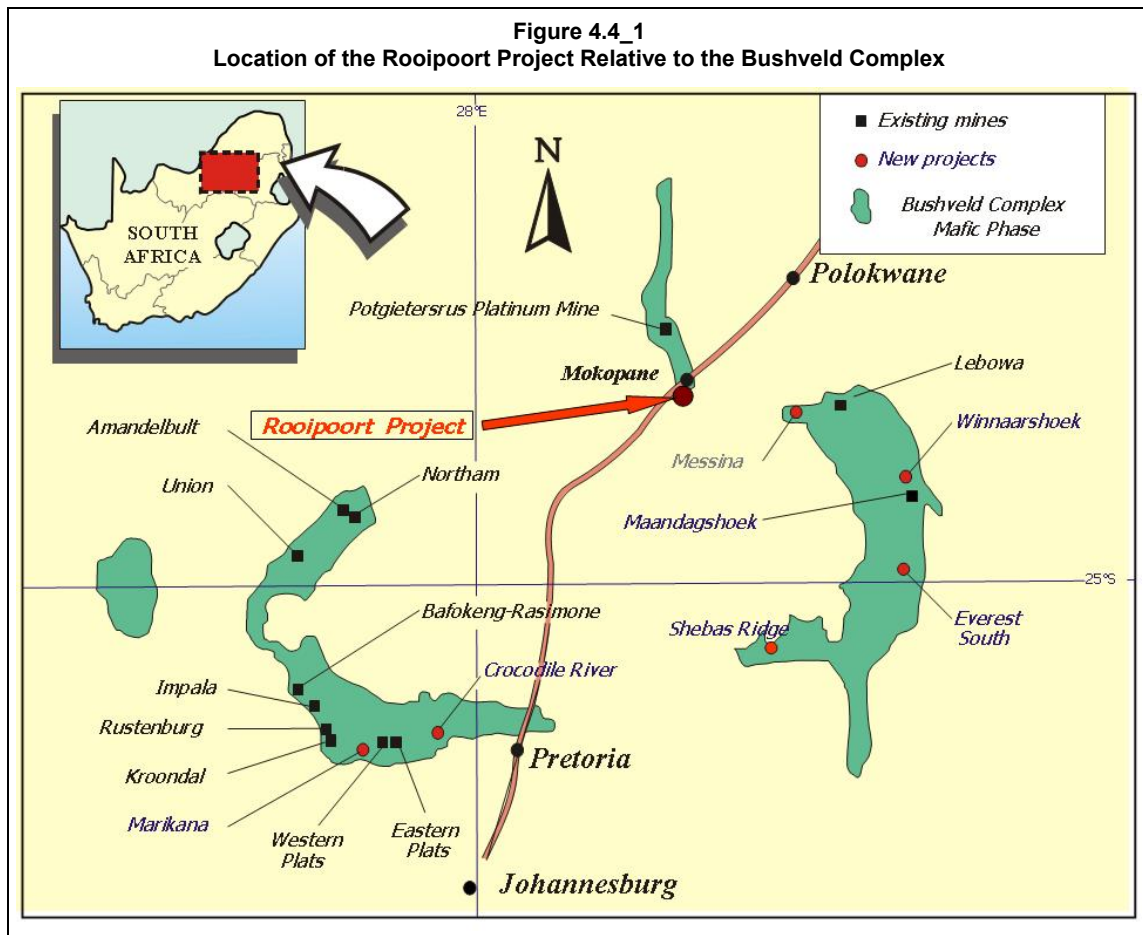 Figure 4.4_1
Location of the Rooipoort Project Relative to the Bushveld Complex
28°E
Existing mines
New projects
Bushveld Complex
Mafic Phase
N
SOUTH
AFRICA
Polokwane
Potgietersrus Platinum Mine
Mokopane
Lebowa
Rooipoort Project
Winnaarshoek
Amandelbult
Messina
Northam
Union
Maandagshoek
25°S
Bafokeng-Rasimone
Everest
South
Shebas Ridge
Crocodile River
Impala
Rustenburg
Pretoria
Kroondal
Marikana
Western
Plats
Eastern
Plats
Johannesburg